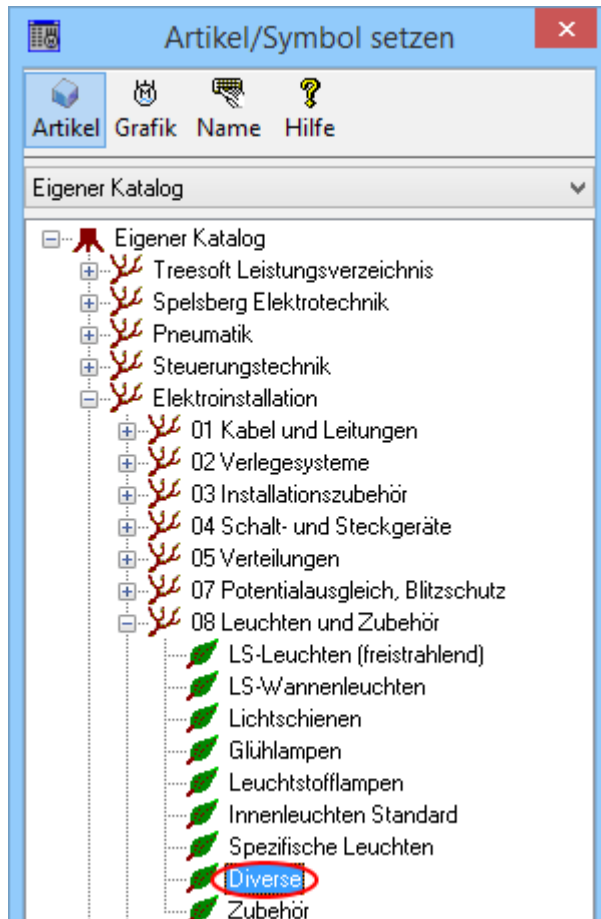 Artikel/Symbol setzen
Artikel Grafik Name Hilfe
Eigener Katalog
Eigener Katalog
Treesoft Leistungsverzeichnis
Spelsberg Elektrotechnik
Pneumatik
Steuerungstechnik
Elektroinstallation
01 Kabel und Leitungen
02 Verlegesysteme
03 Installationszubehör
04 Schalt- und Steckgeräte
05 Verteilungen
07 Potentialausgleich, Blitzschutz
08 Leuchten und Zubehör
LS-Leuchten (freistrahlend)
LS-Wannenleuchten
Lichtschienen
Glühlampen
Leuchtstofflampen
Innenleuchten Standard
Spezifische Leuchten
Diverse
Zubehör